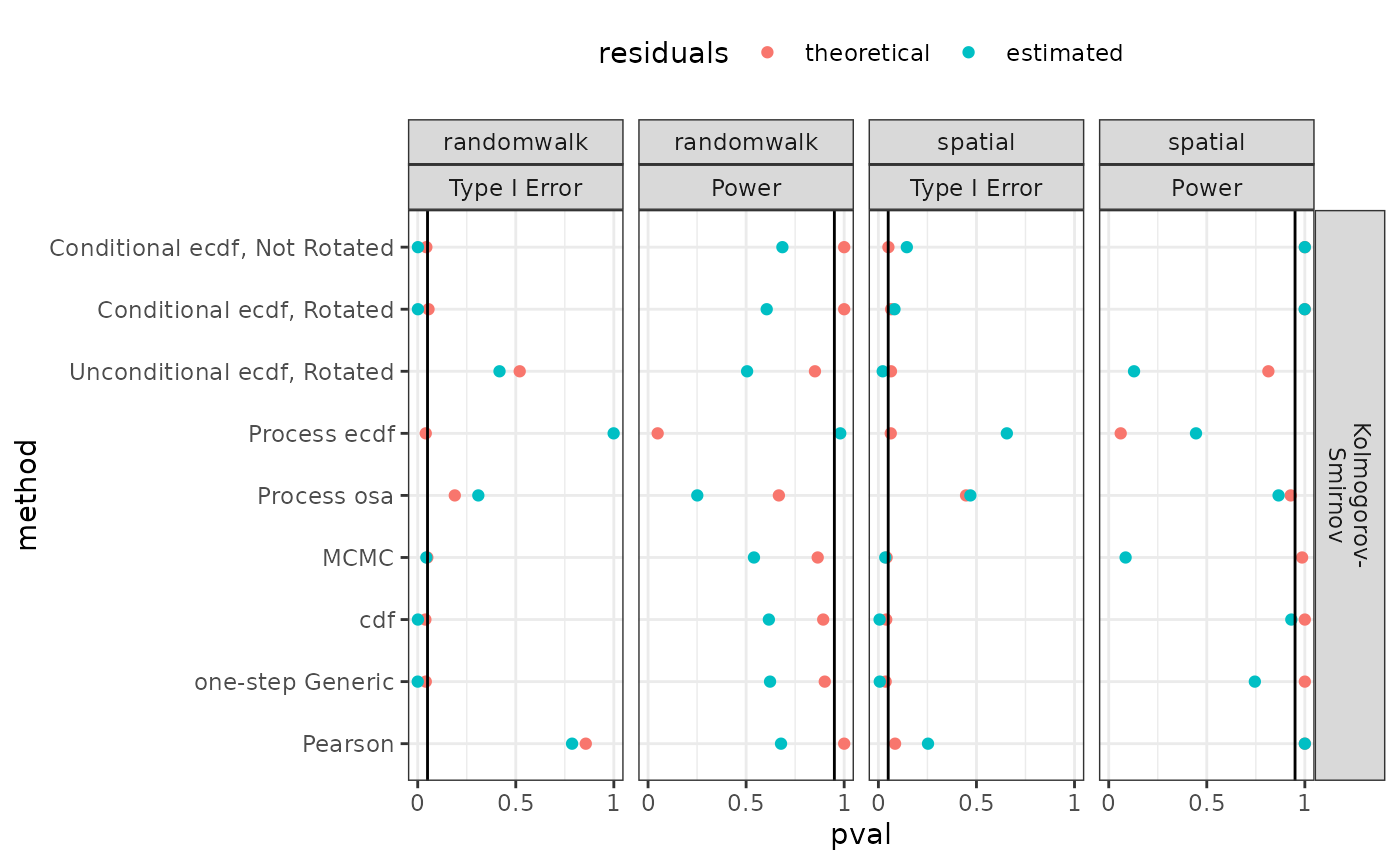 residuals theoretical estimated
randomwalk randomwalk spatial spatial
Type I Error Power Type I Error Power
Conditional ecdf, Not Rotated
Conditional ecdf, Rotated
Unconditional ecdf, Rotated
Process ecdf
Process osa
MCMC
cdf
one-step Generic
Pearson
method
Kolmogorov-
Smirnov
0 0.5 1 0 0.5 1 0 0.5 1 0 0.5 1
pval